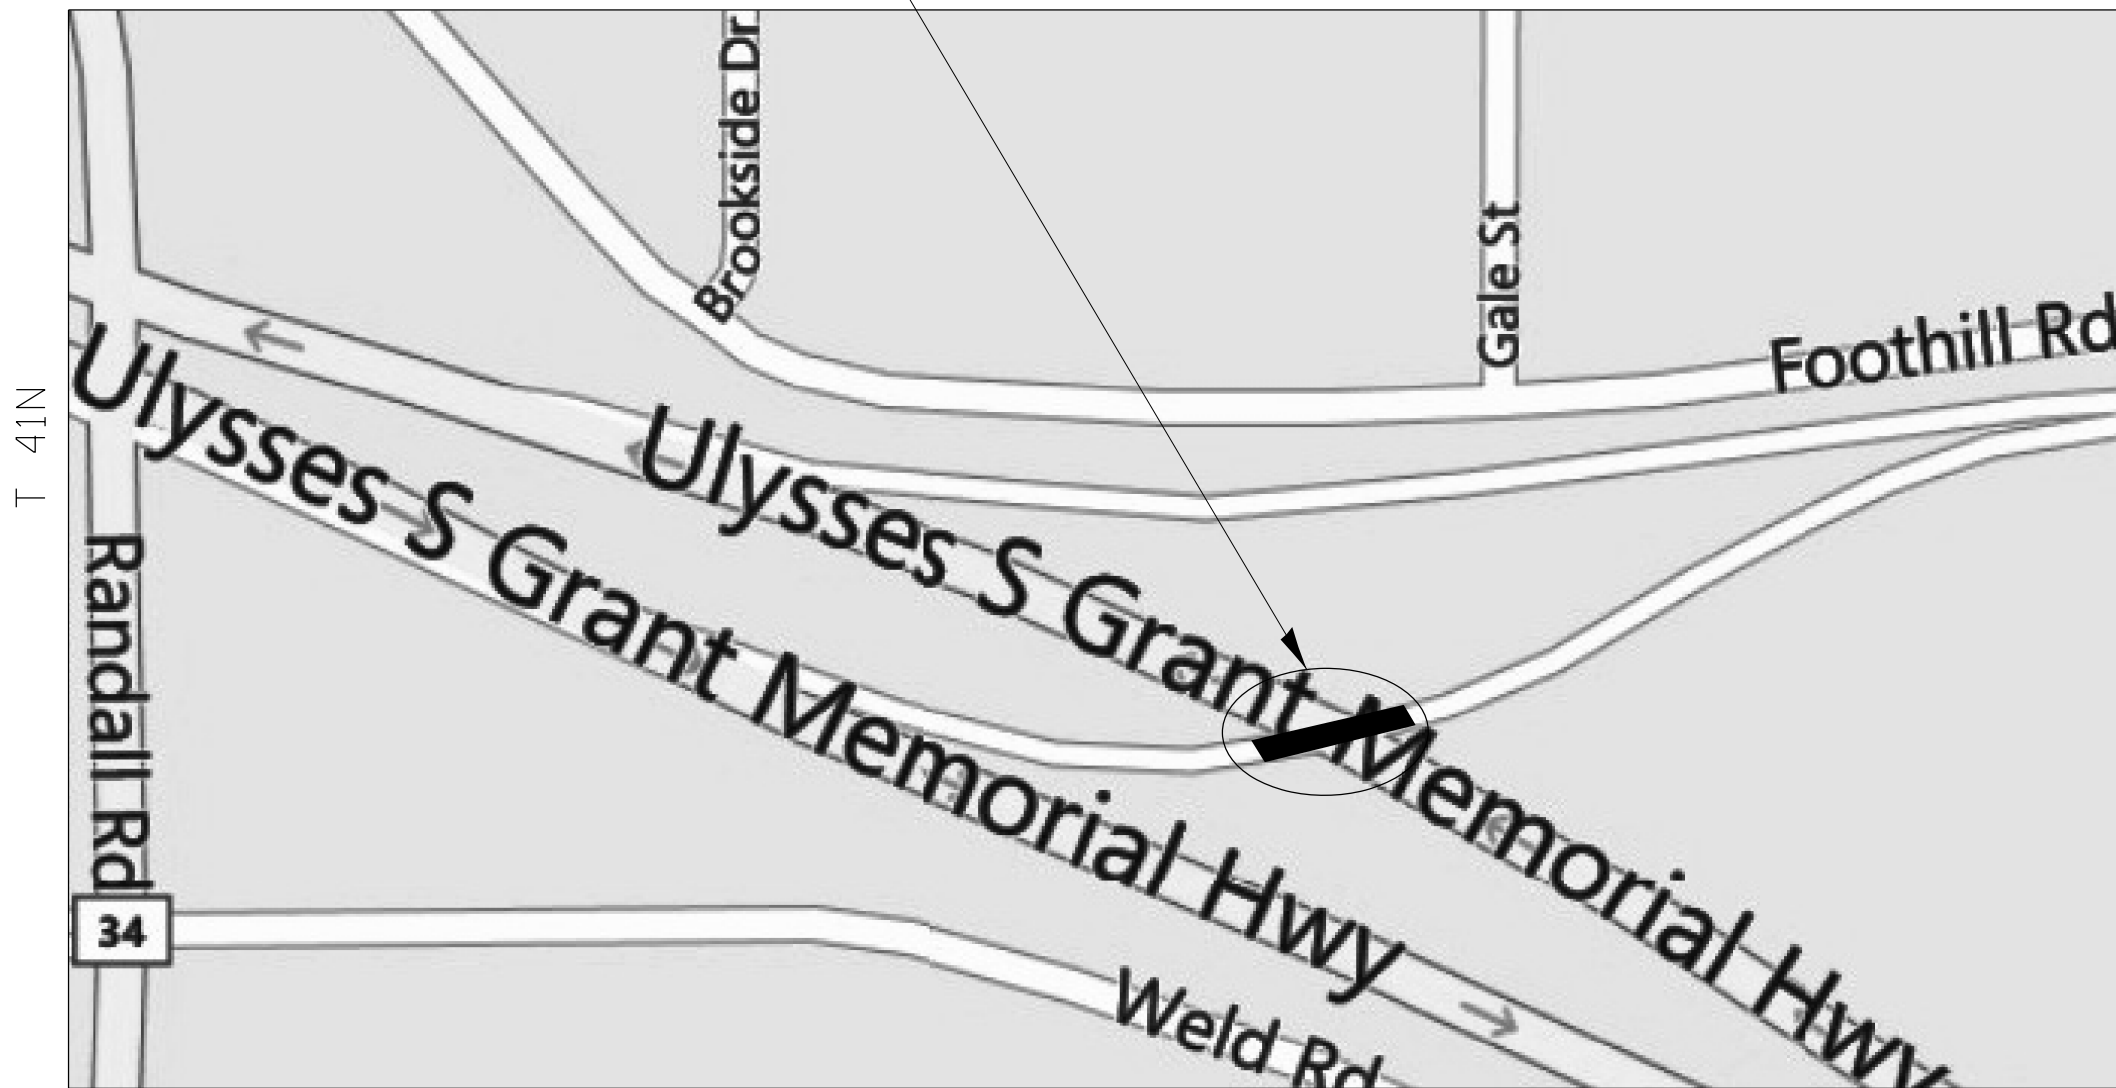 Brookside Dr
Gale St
Foothill Rd
Ulysses S Grant Memorial Hwy
Ulysses S Grant Memorial Hwy
T 41N
Randall Rd
34
Weld Rd